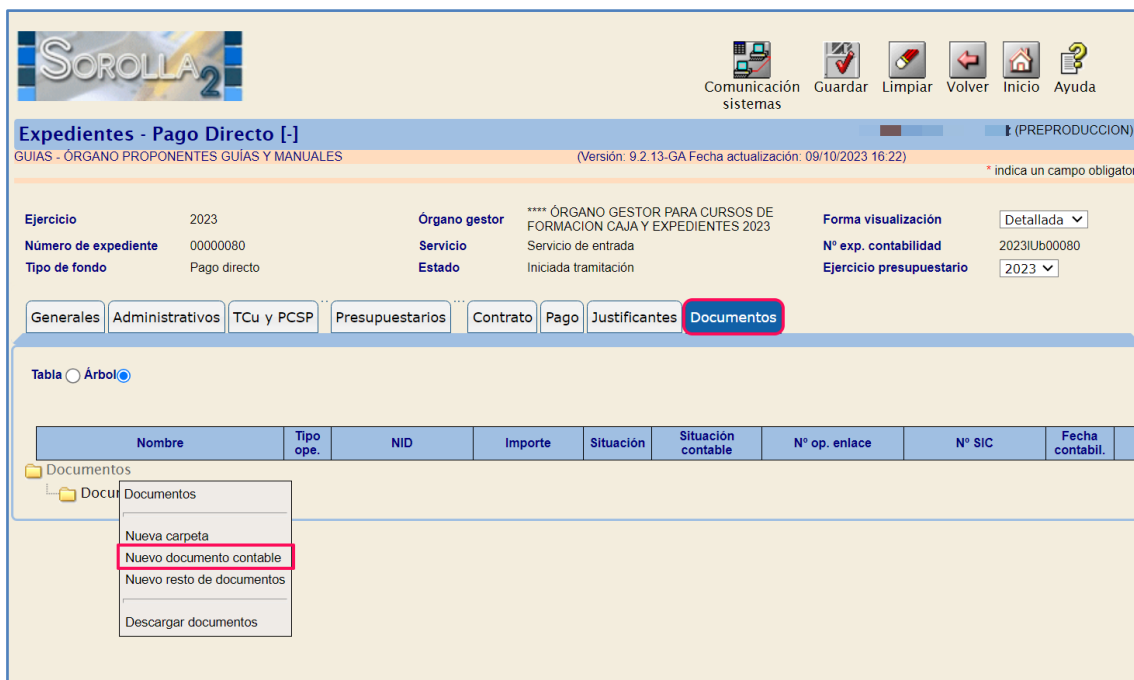 SOROLLA2
Comunicación sistemas Guardar Limpiar Volver Inicio Ayuda
Expedientes - Pago Directo [-]
(PREPRODUCCION)
GUIAS - ÓRGANO PROPONENTES GUÍAS Y MANUALES (Versión: 9.2.13-GA Fecha actualización: 09/10/2023 16:22)
* indica un campo obligator
Ejercicio 2023 Órgano gestor **** ÓRGANO GESTOR PARA CURSOS DE FORMACION CAJA Y EXPEDIENTES 2023 Forma visualización Detallada
Número de expediente 00000080 Servicio Servicio de entrada Nº exp. contabilidad 2023IUb00080
Tipo de fondo Pago directo Estado Iniciada tramitación Ejercicio presupuestario 2023
Generales Administrativos TCu y PCSP .. Presupuestarios ... Contrato Pago Justificantes Documentos
Tabla Árbol
Nombre Tipo ope. NID Importe Situación Situación contable Nº op. enlace Nº SIC Fecha contabil.
Documentos
Docur
Documentos
Nueva carpeta
Nuevo documento contable
Nuevo resto de documentos
Descargar documentos